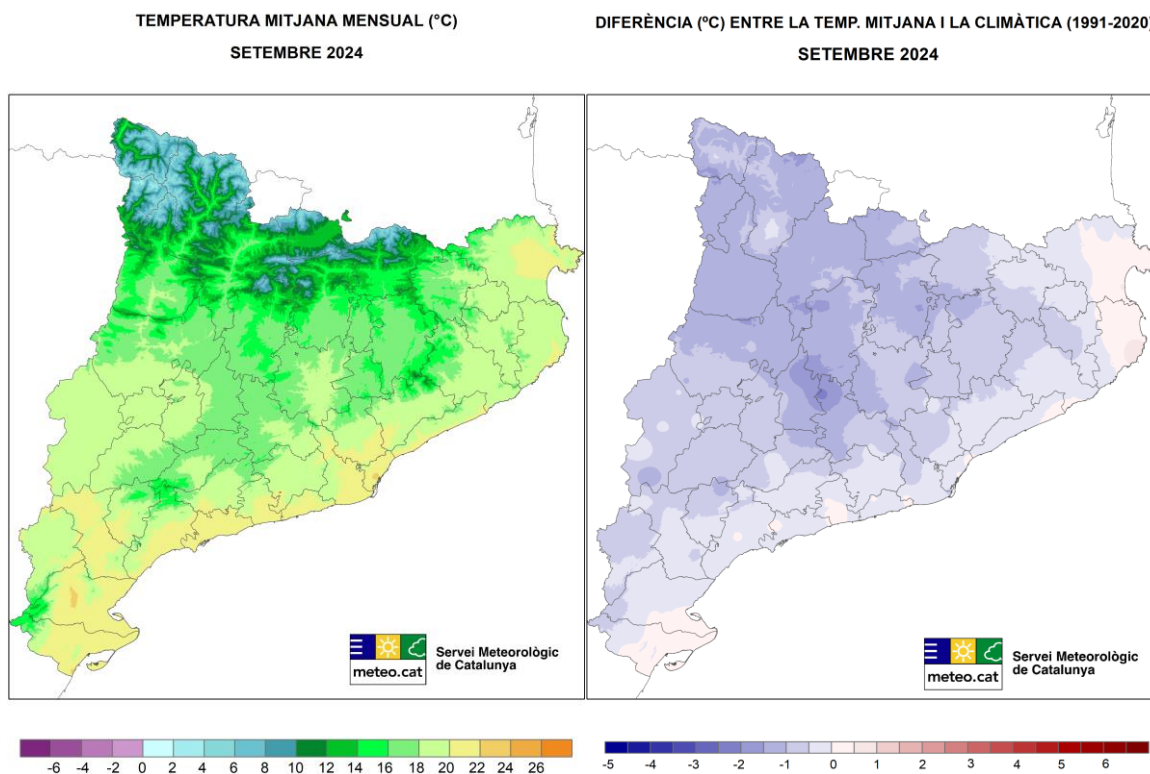 TEMPERATURA MITJANA MENSUAL (°C)
SETEMBRE 2024
DIFERÈNCIA (ºC) ENTRE LA TEMP. MITJANA I LA CLIMÀTICA (1991-2020)
SETEMBRE 2024
meteo.cat
Servei Meteorològic
de Catalunya
meteo.cat
Servei Meteorològic
de Catalunya
-6 -4 -2 0 2 4 6 8 10 12 14 16 18 20 22 24 26
-5 -4 -3 -2 -1 0 1 2 3 4 5 6